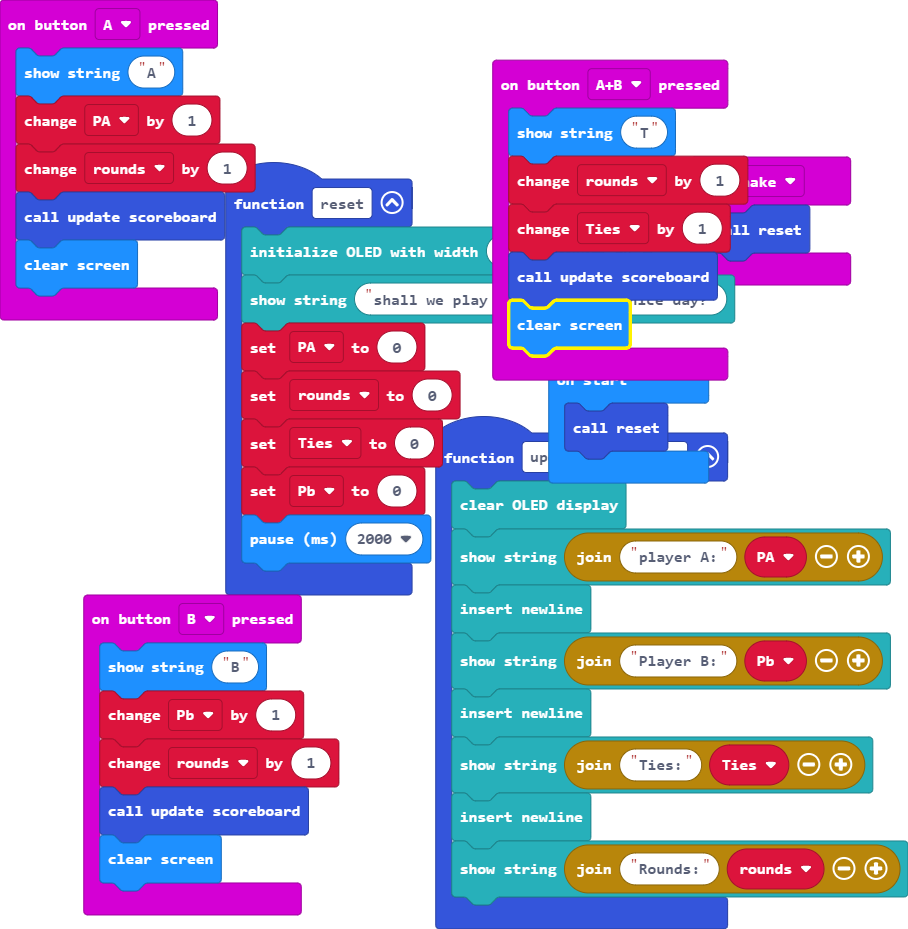 on button A pressed
show string "A"
change PA by 1
change rounds by 1
call update scoreboard
clear screen
on button A+B pressed
show string "T"
change rounds by 1
change Ties by 1
call update scoreboard
clear screen
call reset
function reset
initialize OLED with width
show string "shall we play nice day!
set PA to 0
set rounds to 0
set Ties to 0
set Pb to 0
pause (ms) 2000
on start
call reset
function up
clear OLED display
show string join "player A:" PA
insert newline
show string join "Player B:" Pb
insert newline
show string join "Ties:" Ties
insert newline
show string join "Rounds:" rounds
on button B pressed
show string "B"
change Pb by 1
change rounds by 1
call update scoreboard
clear screen